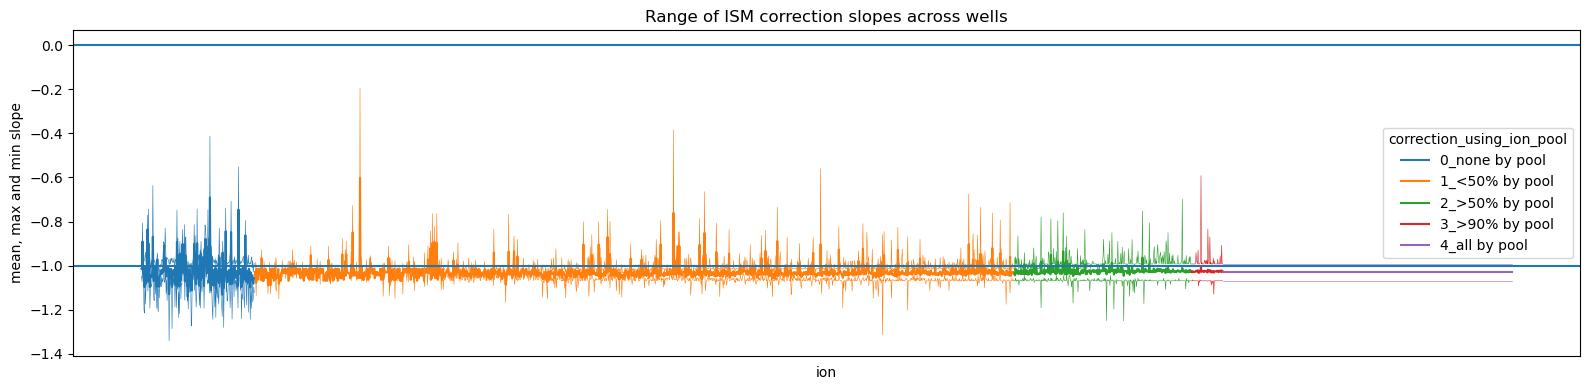 Range of ISM correction slopes across wells
mean, max and min slope
0.0
−0.2
−0.4
−0.6
−0.8
−1.0
−1.2
−1.4
correction_using_ion_pool
0_none by pool
1_<50% by pool
2_>50% by pool
3_>90% by pool
4_all by pool
ion